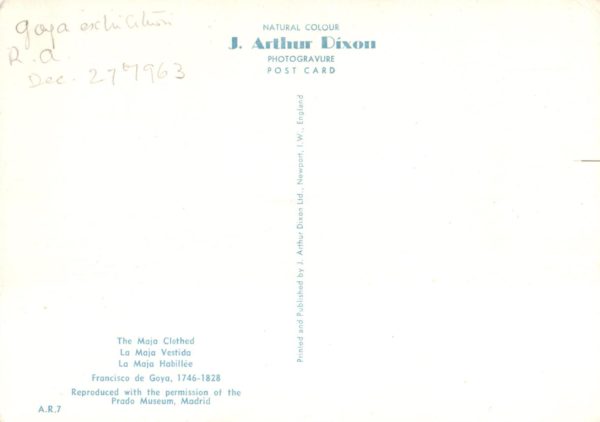 Goya exhibition
R.A.
Dec. 27th 1963
NATURAL COLOUR
J. Arthur Dixon
PHOTOGRAVURE
POST CARD
Printed and Published by J. Arthur Dixon Ltd., Newport, I.W., England
The Maja Clothed
La Maja Vestida
La Maja Habillée
Francisco de Goya, 1746-1828
Reproduced with the permission of the
Prado Museum, Madrid
A.R.7